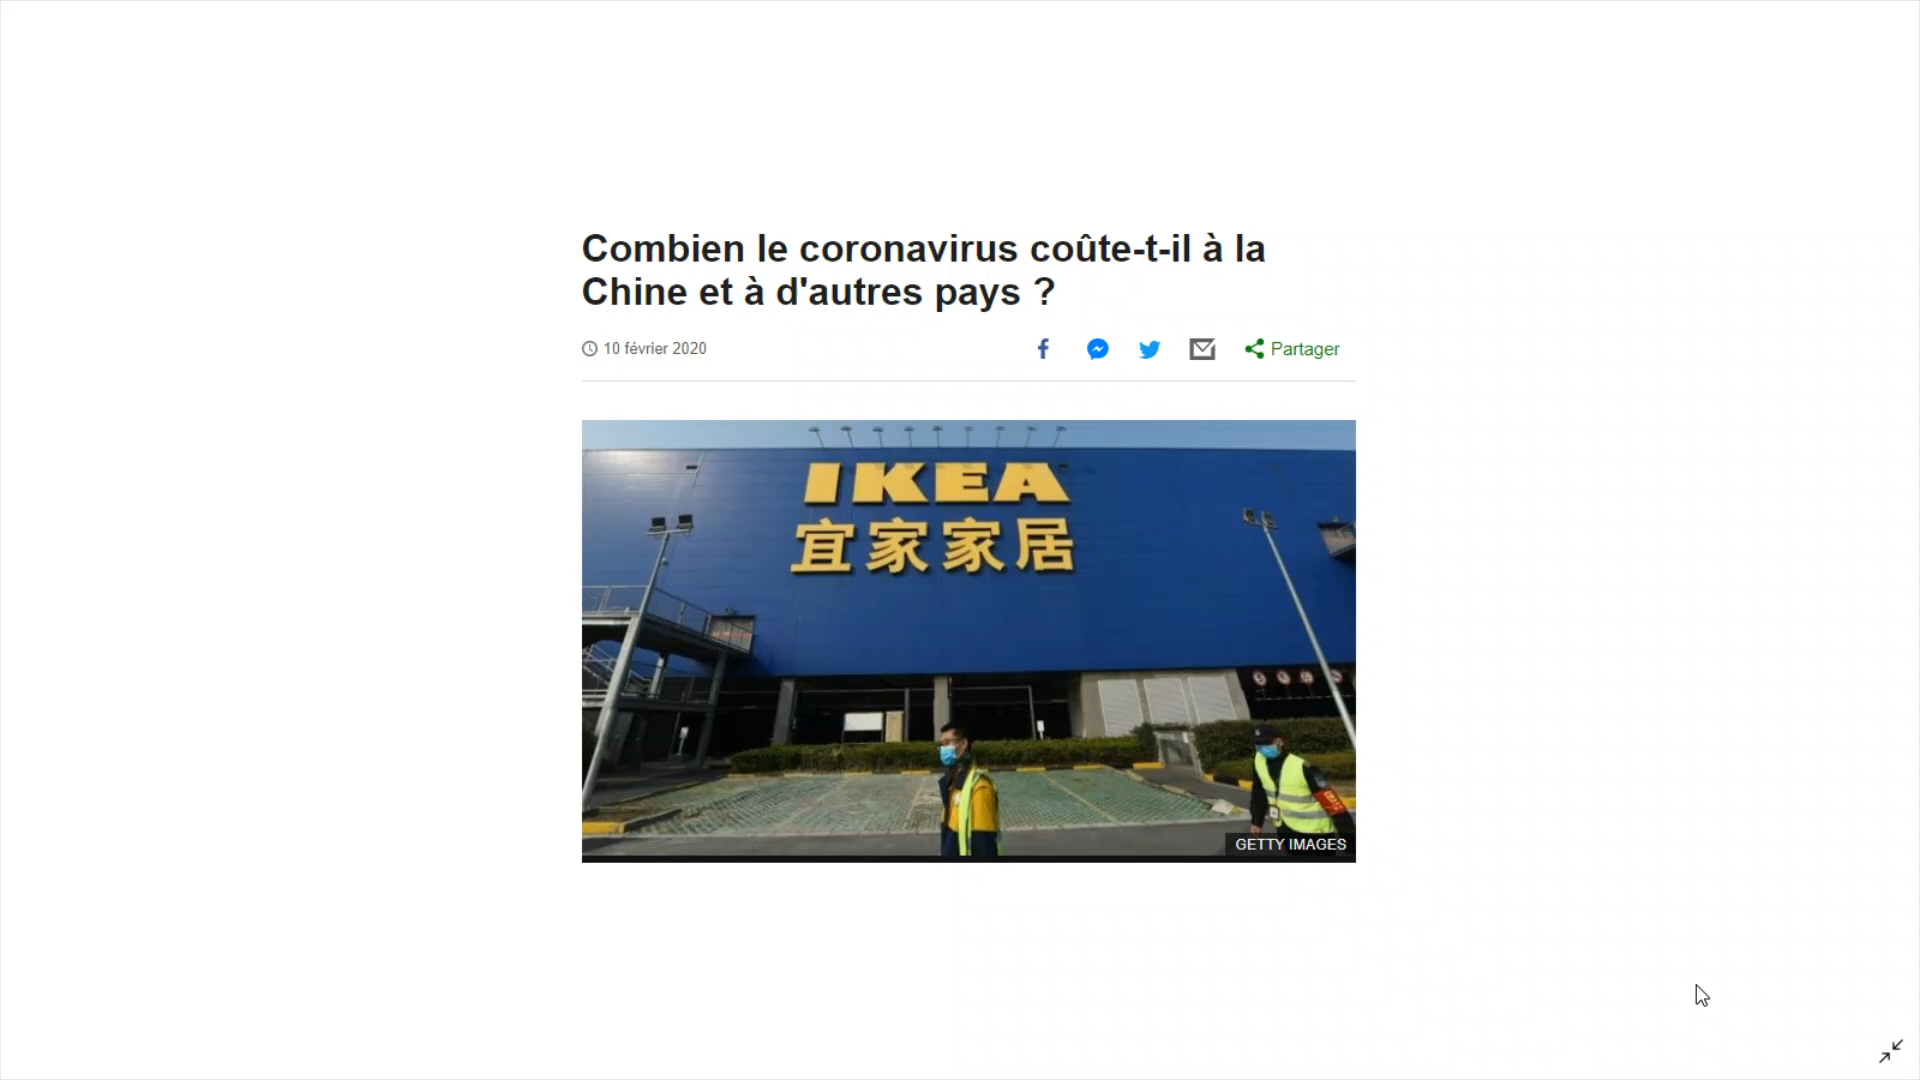 Combien le coronavirus coûte-t-il à la
Chine et à d'autres pays ?
10 février 2020
Partager
IKEA
宜家家居
GETTY IMAGES